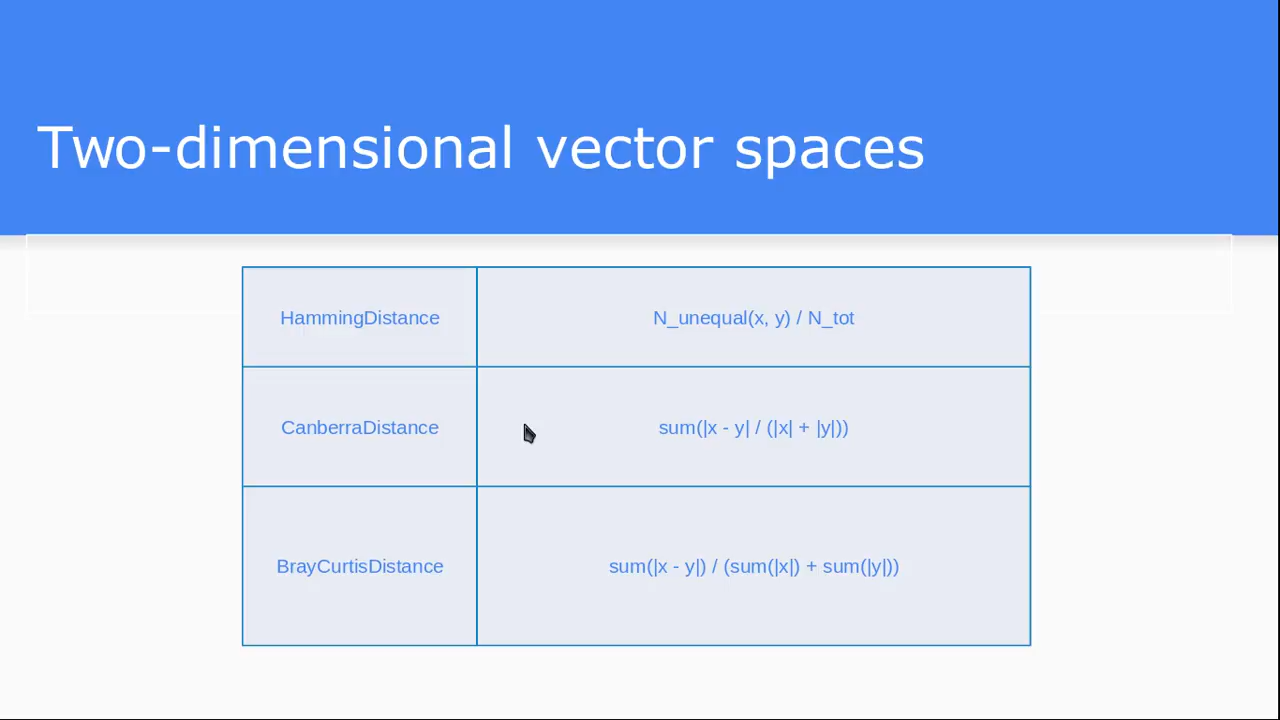 Two-dimensional vector spaces
HammingDistance
N_unequal(x, y) / N_tot
CanberraDistance
sum(|x - y| / (|x| + |y|))
BrayCurtisDistance
sum(|x - y|) / (sum(|x|) + sum(|y|))